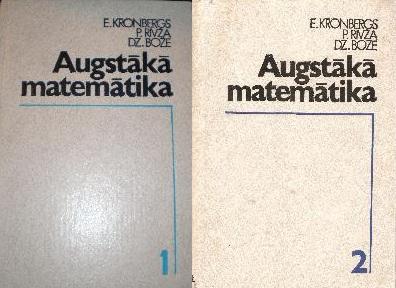 E. KRONBERGS
P. RIVŽA
DZ. BOŽE
Augstākā
matemātika
1
E. KRONBERGS
P. RIVŽA
DZ. BOŽE
Augstākā
matemātika
2